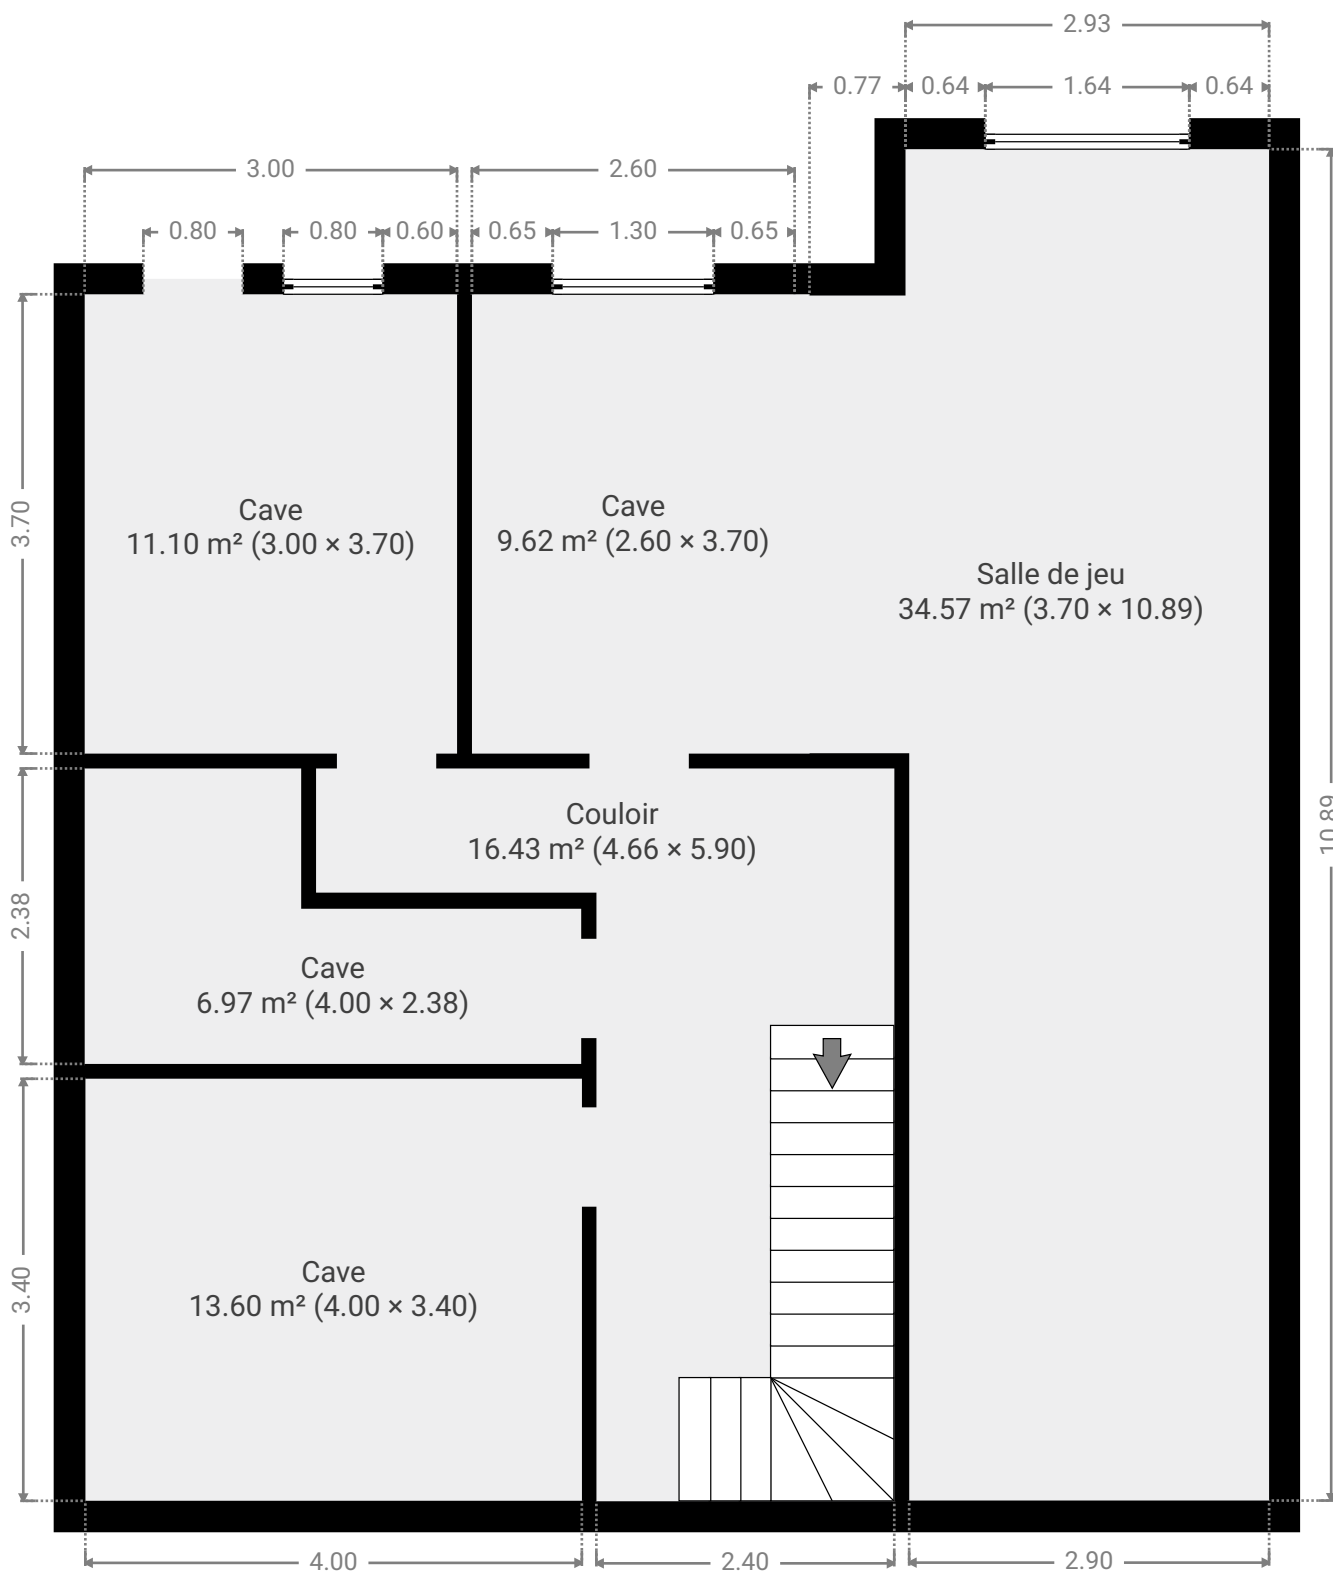 2.93
0.77 0.64 1.64 0.64
3.00 2.60
0.80 0.80 0.60 0.65 1.30 0.65
Cave
11.10 m² (3.00 × 3.70)
Cave
9.62 m² (2.60 × 3.70)
3.70
Salle de jeu
34.57 m² (3.70 × 10.89)
Couloir
16.43 m² (4.66 × 5.90)
10.89
2.38
Cave
6.97 m² (4.00 × 2.38)
3.40
Cave
13.60 m² (4.00 × 3.40)
4.00 2.40 2.90